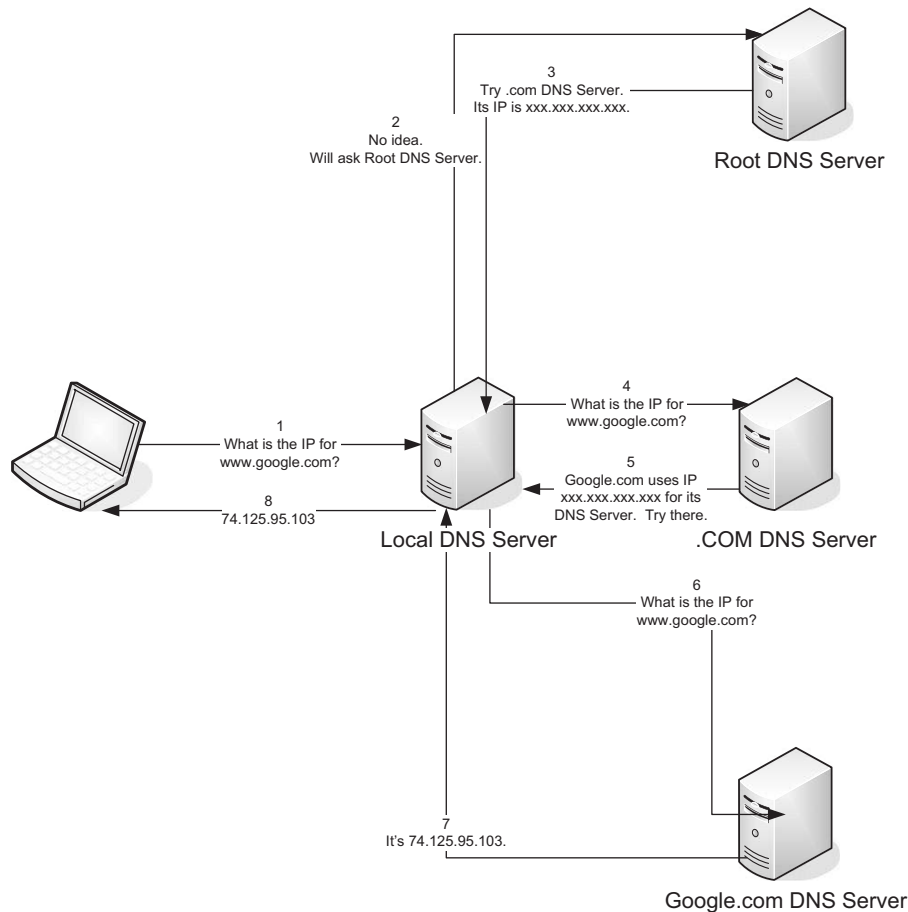 3
Try .com DNS Server.
Its IP is xxx.xxx.xxx.xxx.
2
No idea.
Will ask Root DNS Server.
Root DNS Server
1
What is the IP for
www.google.com?
4
What is the IP for
www.google.com?
5
Google.com uses IP
xxx.xxx.xxx.xxx for its
DNS Server.  Try there.
8
74.125.95.103
Local DNS Server
.COM DNS Server
6
What is the IP for
www.google.com?
7
It's 74.125.95.103.
Google.com DNS Server